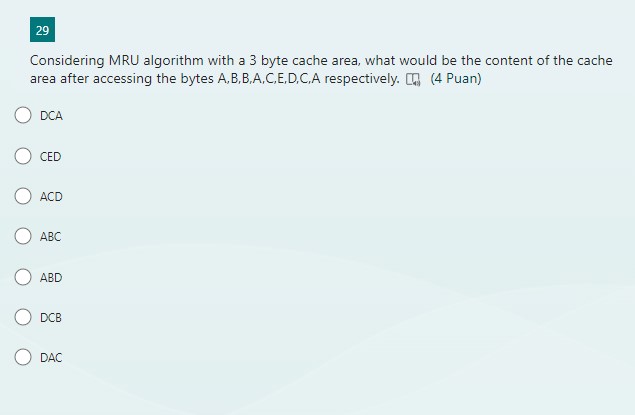 29
Considering MRU algorithm with a 3 byte cache area, what would be the content of the cache
area after accessing the bytes A,B,B,A,C,E,D,C,A respectively. (4 Puan)
DCA
CED
ACD
ABC
ABD
DCB
DAC